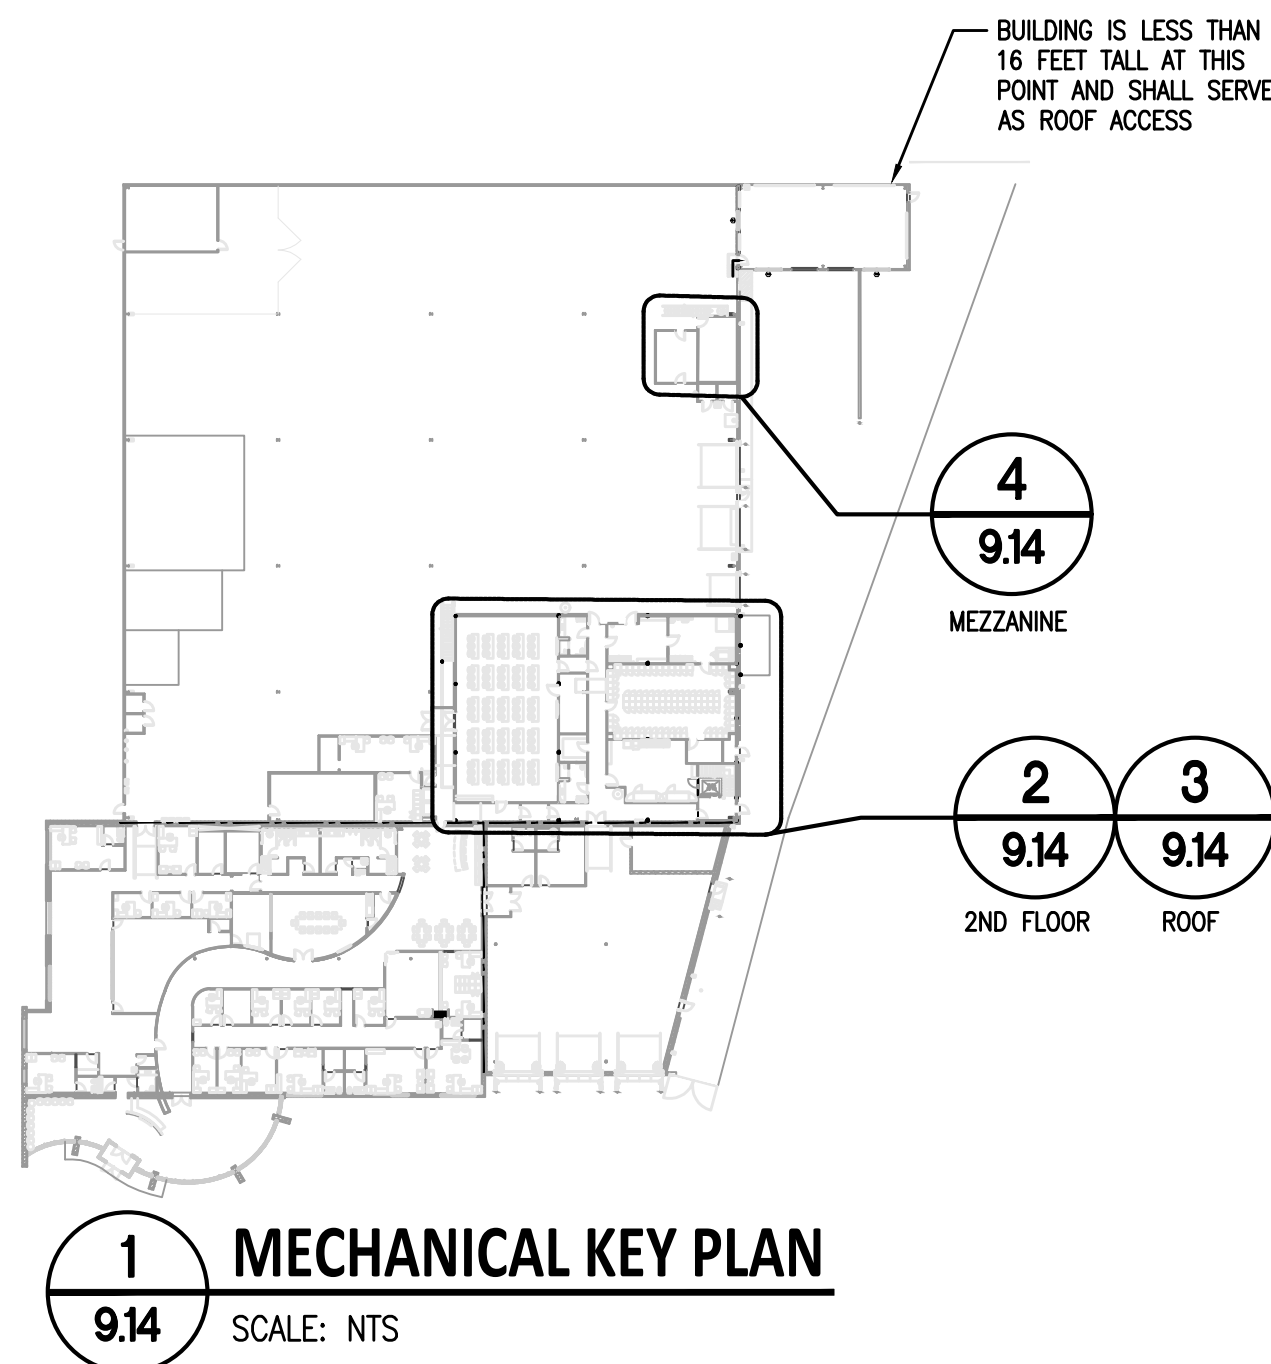 BUILDING IS LESS THAN
16 FEET TALL AT THIS
POINT AND SHALL SERVE
AS ROOF ACCESS
4
9.14
MEZZANINE
2
9.14
2ND FLOOR
3
9.14
ROOF
1
9.14
MECHANICAL KEY PLAN
SCALE: NTS